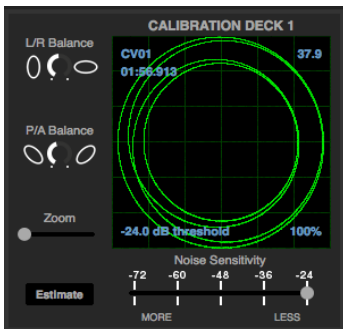 CALIBRATION DECK 1
L/R Balance
CV01 37.9
01:56.913
P/A Balance
Zoom
-24.0 dB threshold 100%
Noise Sensitivity
-72 -60 -48 -36 -24
Estimate
MORE LESS